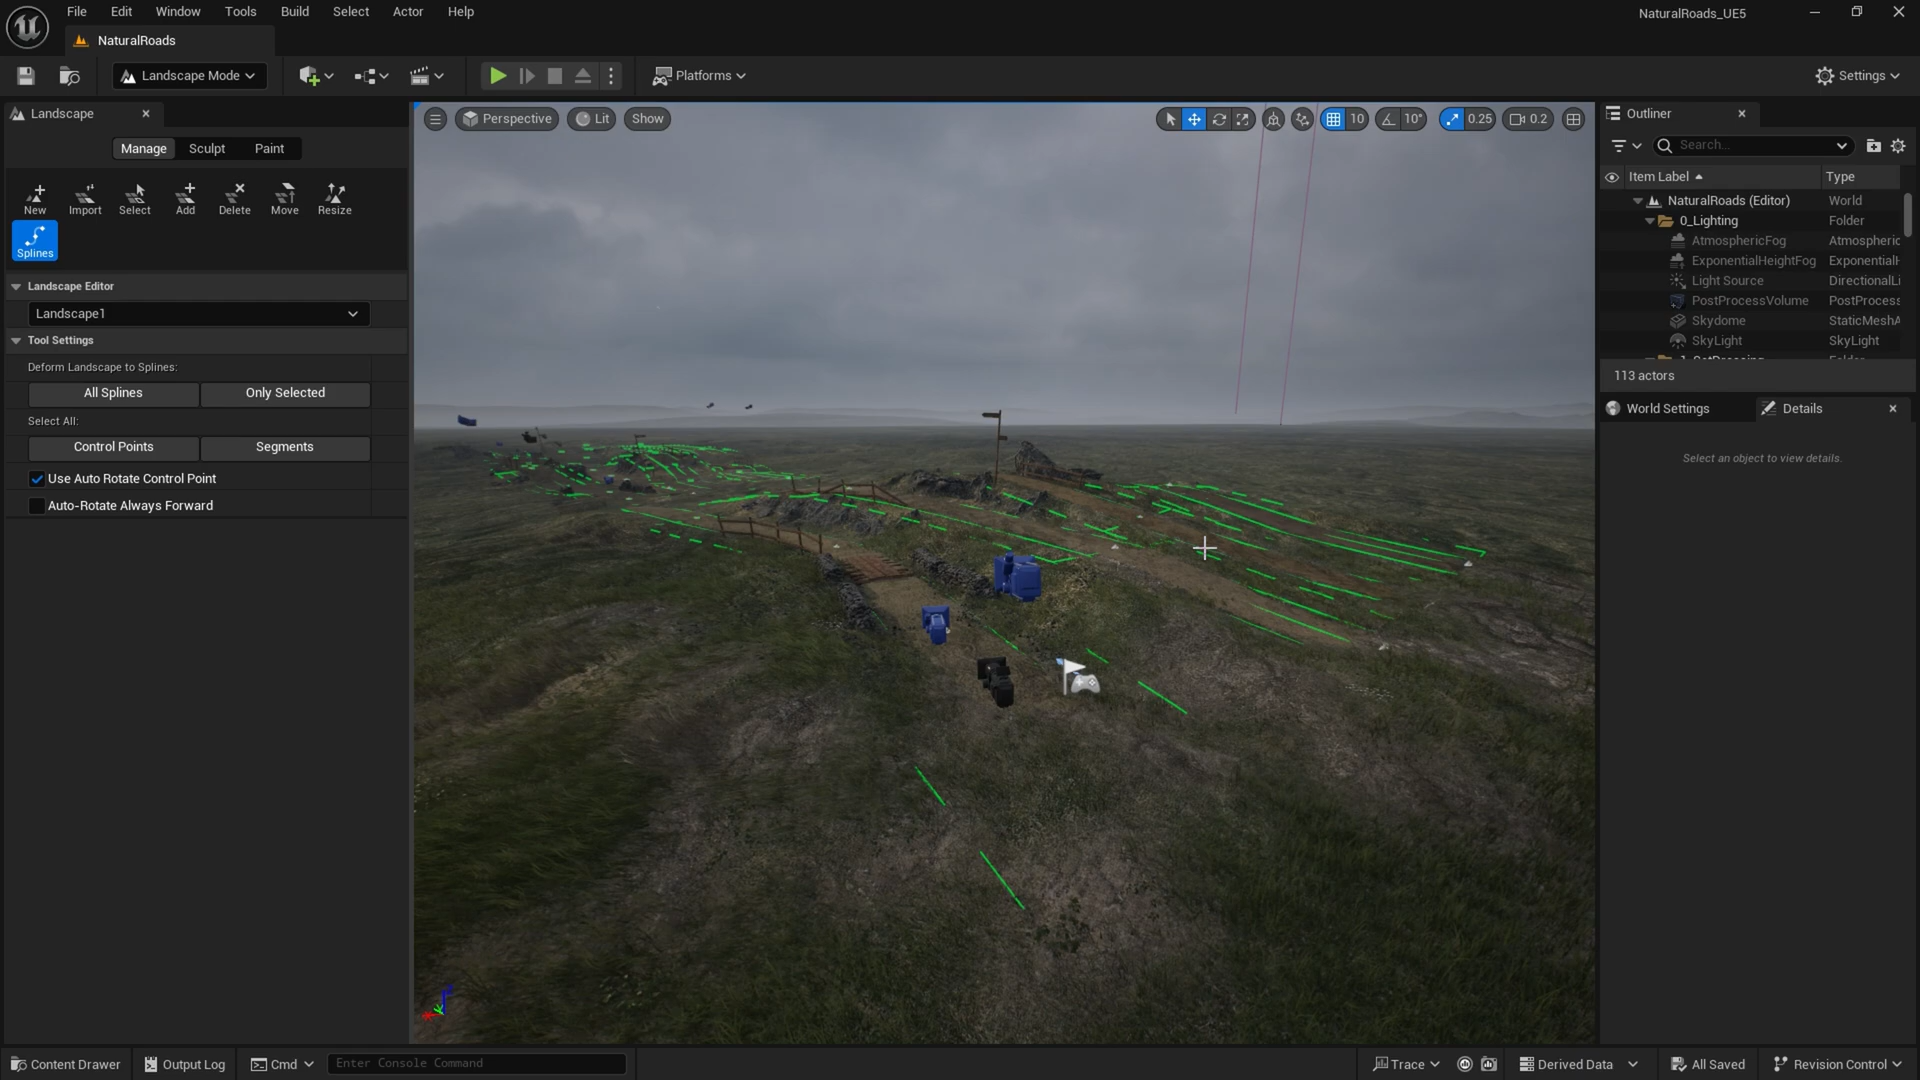 File Edit Window Tools Build Select Actor Help
NaturalRoads_UE5
NaturalRoads
Landscape Mode
Platforms
Settings
Landscape
Manage Sculpt Paint
New Import Select Add Delete Move Resize
Splines
Landscape Editor
Landscape1
Tool Settings
Deform Landscape to Splines:
All Splines Only Selected
Select All:
Control Points Segments
Use Auto Rotate Control Point
Auto-Rotate Always Forward
Perspective Lit Show
10 10° 0.25 0.2
Outliner
Search...
Item Label Type
NaturalRoads (Editor) World
0_Lighting Folder
AtmosphericFog Atmospheric
ExponentialHeightFog Exponential
Light Source DirectionalLi
PostProcessVolume PostProcess
Skydome StaticMeshA
SkyLight SkyLight
113 actors
World Settings Details
Select an object to view details.
Content Drawer Output Log Cmd Enter Console Command
Trace Derived Data All Saved Revision Control